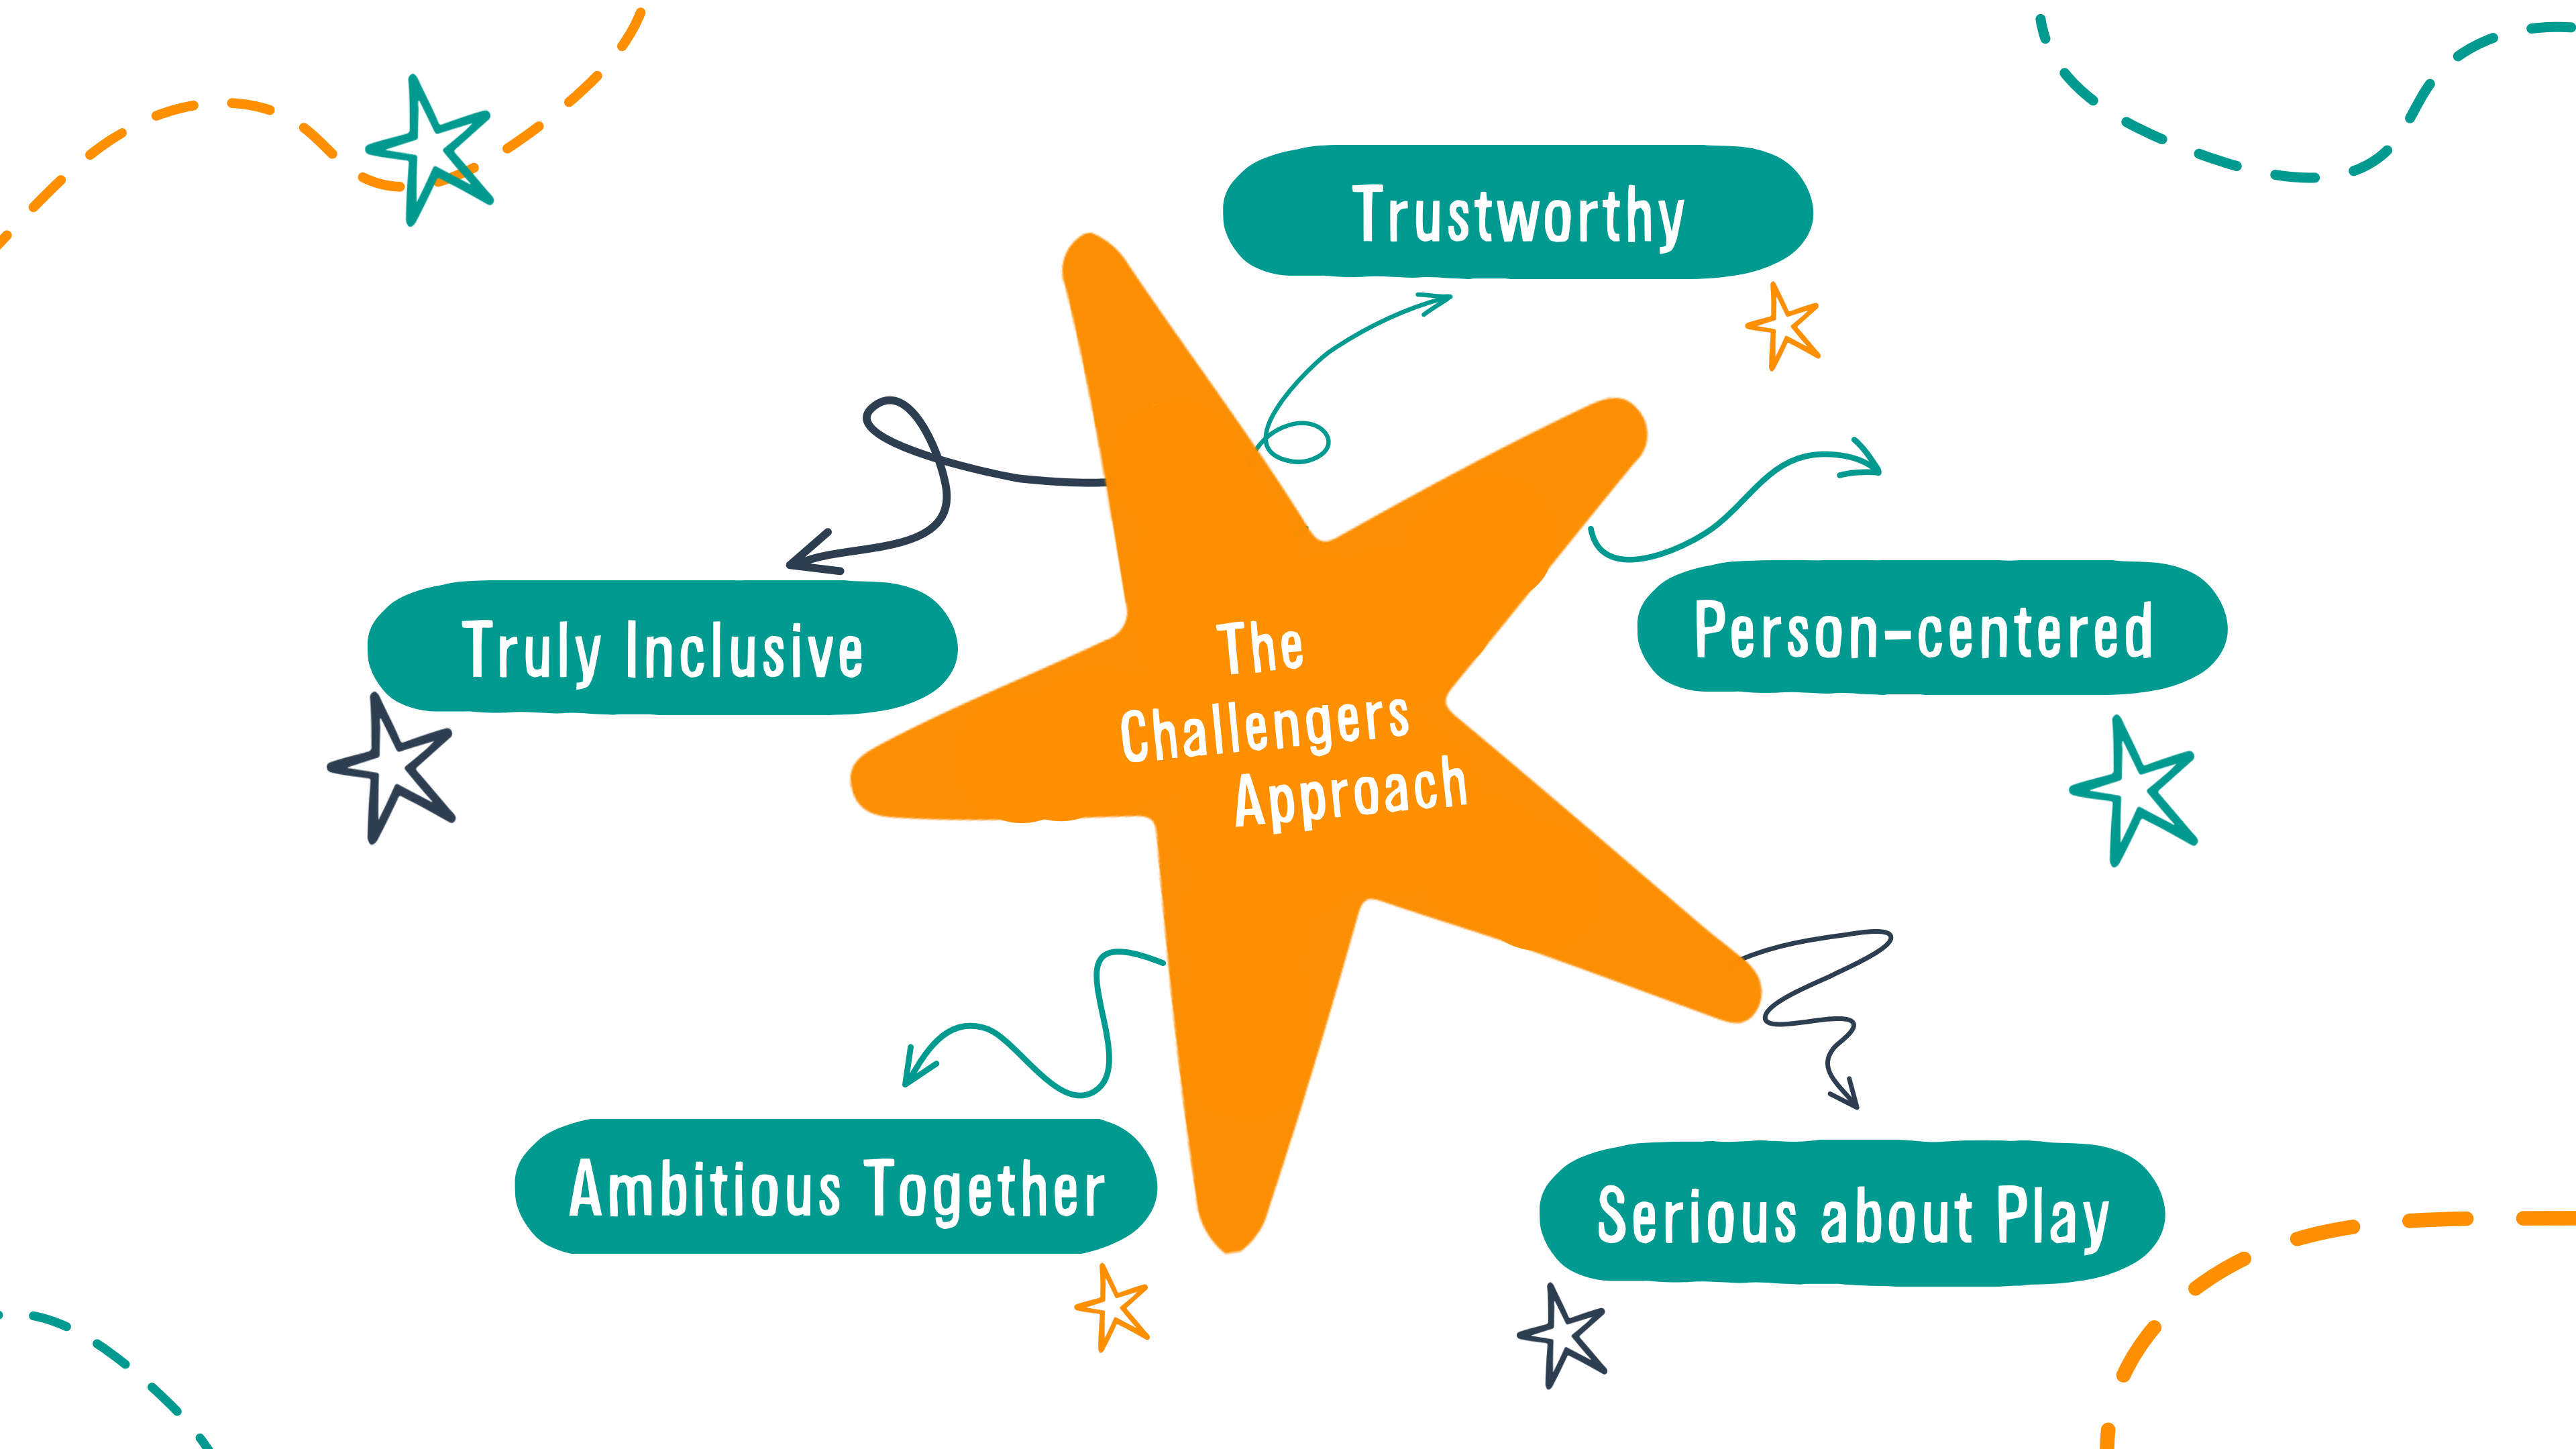 Trustworthy
Truly Inclusive
Person-centered
The
Challengers
Approach
Ambitious Together
Serious about Play